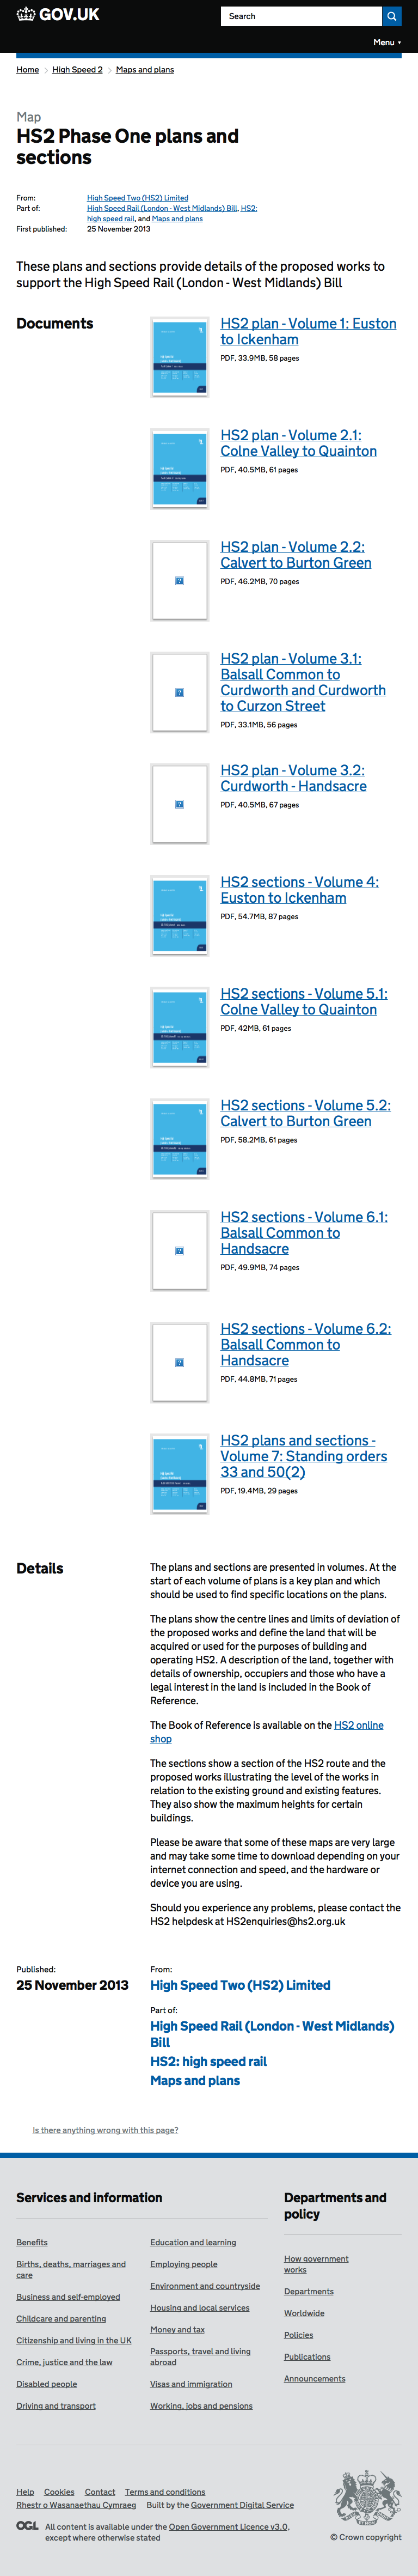 GOV.UK
Search
Menu
Home
High Speed 2
Maps and plans
Map
HS2 Phase One plans and
sections
From:
High Speed Two (HS2) Limited
Part of:
High Speed Rail (London - West Midlands) Bill, HS2:
high speed rail, and Maps and plans
First published:
25 November 2013
These plans and sections provide details of the proposed works to
support the High Speed Rail (London - West Midlands) Bill
Documents
HS2 plan - Volume 1: Euston
to Ickenham
PDF, 33.9MB, 58 pages
HS2 plan - Volume 2.1:
Colne Valley to Quainton
PDF, 40.5MB, 61 pages
HS2 plan - Volume 2.2:
Calvert to Burton Green
PDF, 46.2MB, 70 pages
HS2 plan - Volume 3.1:
Balsall Common to
Curdworth and Curdworth
to Curzon Street
PDF, 33.1MB, 56 pages
HS2 plan - Volume 3.2:
Curdworth - Handsacre
PDF, 40.5MB, 67 pages
HS2 sections - Volume 4:
Euston to Ickenham
PDF, 54.7MB, 87 pages
HS2 sections - Volume 5.1:
Colne Valley to Quainton
PDF, 42MB, 61 pages
HS2 sections - Volume 5.2:
Calvert to Burton Green
PDF, 58.2MB, 61 pages
HS2 sections - Volume 6.1:
Balsall Common to
Handsacre
PDF, 49.9MB, 74 pages
HS2 sections - Volume 6.2:
Balsall Common to
Handsacre
PDF, 44.8MB, 71 pages
HS2 plans and sections -
Volume 7: Standing orders
33 and 50(2)
PDF, 19.4MB, 29 pages
Details
The plans and sections are presented in volumes. At the
start of each volume of plans is a key plan and which
should be used to find specific locations on the plans.
The plans show the centre lines and limits of deviation of
the proposed works and define the land that will be
acquired or used for the purposes of building and
operating HS2. A description of the land, together with
details of ownership, occupiers and those who have a
legal interest in the land is included in the Book of
Reference.
The Book of Reference is available on the HS2 online
shop
The sections show a section of the HS2 route and the
proposed works illustrating the level of the works in
relation to the existing ground and existing features.
They also show the maximum heights for certain
buildings.
Please be aware that some of these maps are very large
and may take some time to download depending on your
internet connection and speed, and the hardware or
device you are using.
Should you experience any problems, please contact the
HS2 helpdesk at HS2enquiries@hs2.org.uk
Published:
25 November 2013
From:
High Speed Two (HS2) Limited
Part of:
High Speed Rail (London - West Midlands)
Bill
HS2: high speed rail
Maps and plans
Is there anything wrong with this page?
Services and information
Benefits
Births, deaths, marriages and
care
Business and self-employed
Childcare and parenting
Citizenship and living in the UK
Crime, justice and the law
Disabled people
Driving and transport
Education and learning
Employing people
Environment and countryside
Housing and local services
Money and tax
Passports, travel and living
abroad
Visas and immigration
Working, jobs and pensions
Departments and
policy
How government
works
Departments
Worldwide
Policies
Publications
Announcements
Help
Cookies
Contact
Terms and conditions
Rhestr o Wasanaethau Cymraeg
Built by the Government Digital Service
OGL
All content is available under the Open Government Licence v3.0,
except where otherwise stated
© Crown copyright